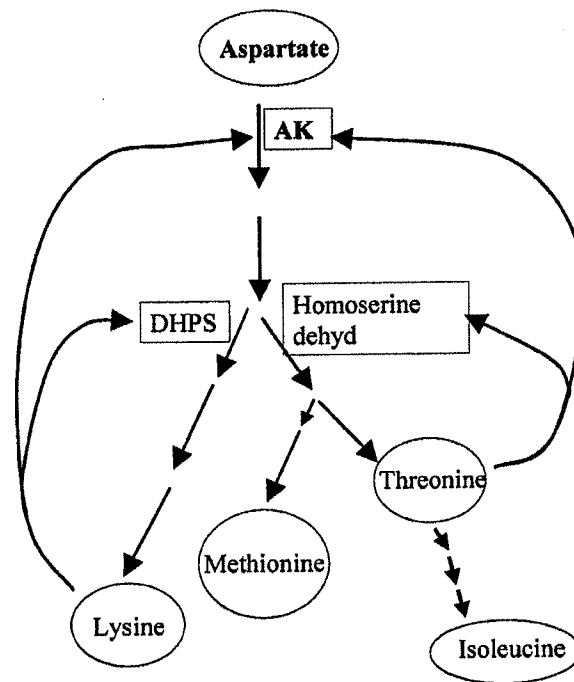 Aspartate
AK
DHPS
Homoserine
dehyd
Threonine
Methionine
Lysine
Isoleucine